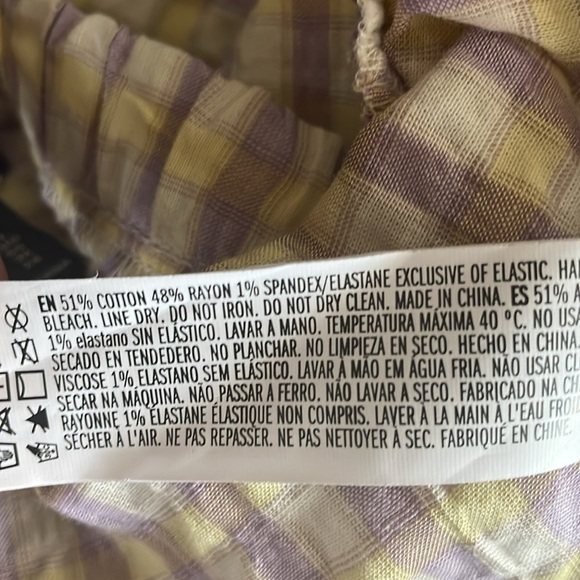 EN 51% COTTON 48% RAYON 1% SPANDEX/ELASTANE EXCLUSIVE OF ELASTIC.
BLEACH. LINE DRY. DO NOT IRON. DO NOT DRY CLEAN. MADE IN CHINA. ES 51%
1% elastano SIN ELÁSTICO. LAVAR A MANO. TEMPERATURA MÁXIMA 40 ºC. NO
SECADO EN TENDEDERO. NO PLANCHAR. NO LIMPIEZA EN SECO. HECHO EN CHINA.
VISCOSE 1% ELASTANO SEM ELÁSTICO. LAVAR À MÃO EM ÁGUA FRIA. NÃO USAR
SECAR NA MÁQUINA. NÃO PASSAR A FERRO. NÃO LAVAR A SECO. FABRICADO NA
RAYONNE 1% ÉLASTANE ÉLASTIQUE NON COMPRIS. LAVER À LA MAIN À L'EAU
SÉCHER À L'AIR. NE PAS REPASSER. NE PAS NETTOYER À SEC. FABRIQUÉ EN CHINE.